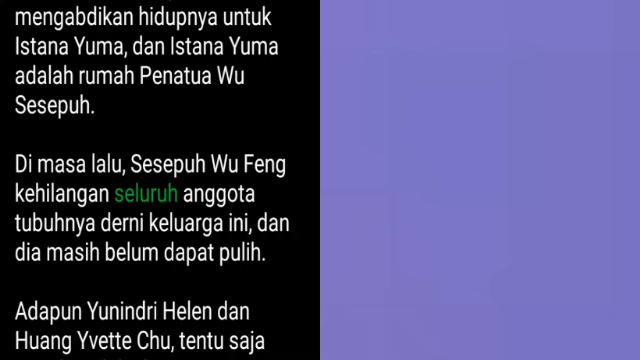 mengabdikan hidupnya untuk
Istana Yuma, dan Istana Yuma
adalah rumah Penatua Wu
Sesepuh.
Di masa lalu, Sesepuh Wu Feng
kehilangan seluruh anggota
tubuhnya derni keluarga ini, dan
dia masih belum dapat pulih.
Adapun Yunindri Helen dan
Huang Yvette Chu, tentu saja